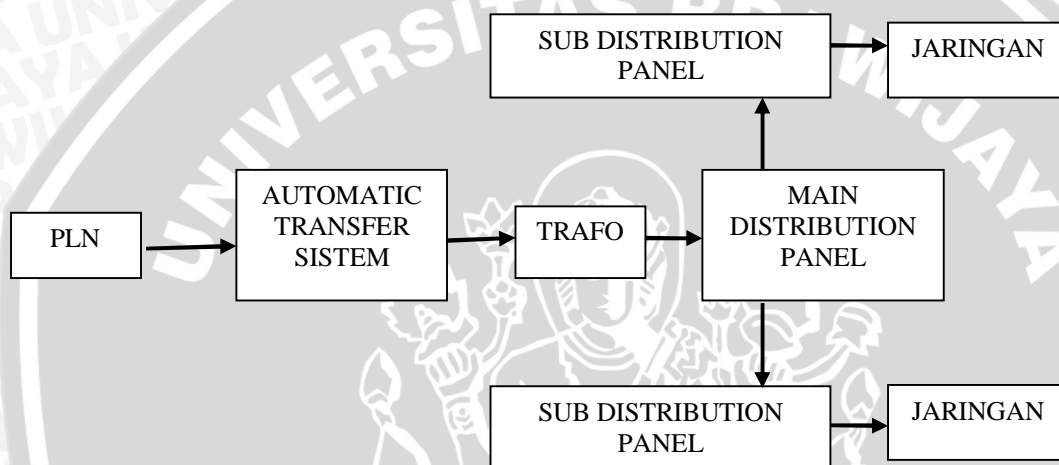 SUB DISTRIBUTION
PANEL
JARINGAN
PLN
AUTOMATIC
TRANSFER
SISTEM
TRAFO
MAIN
DISTRIBUTION
PANEL
SUB DISTRIBUTION
PANEL
JARINGAN